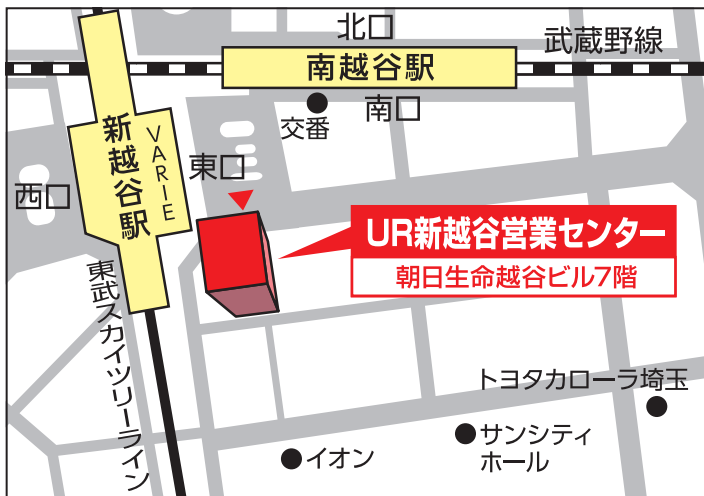 北口
武蔵野線
南越谷駅
南口
交番
新越谷駅
VARIE
東口
西口
UR新越谷営業センター
朝日生命越谷ビル7階
東武スカイツリーライン
トヨタカローラ埼玉
サンシティ
ホール
イオン